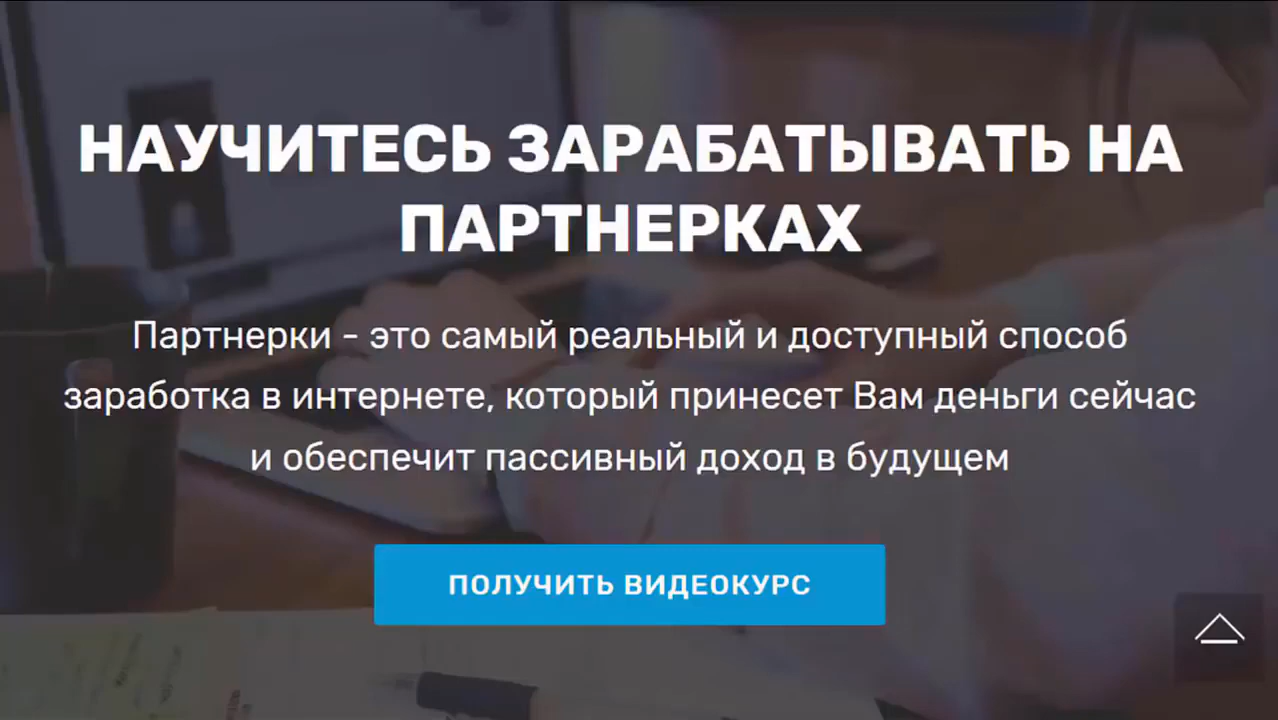 НАУЧИТЕСЬ ЗАРАБАТЫВАТЬ НА
ПАРТНЕРКАХ
Партнерки - это самый реальный и доступный способ
заработка в интернете, который принесет Вам деньги сейчас
и обеспечит пассивный доход в будущем
ПОЛУЧИТЬ ВИДЕОКУРС